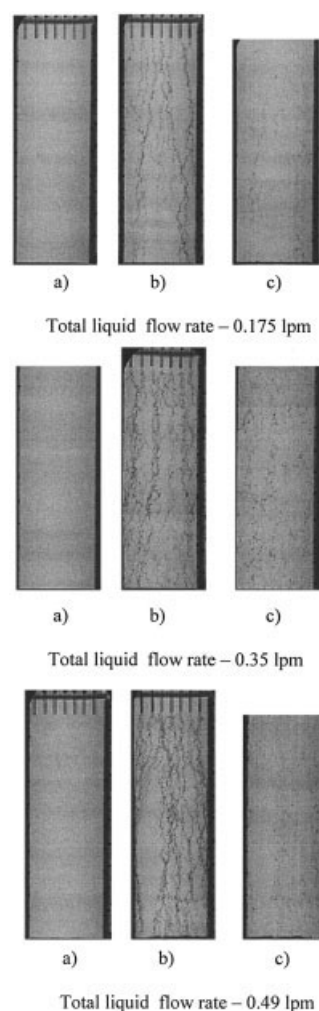 a) b) c)
Total liquid flow rate – 0.175 lpm
a) b) c)
Total liquid flow rate – 0.35 lpm
a) b) c)
Total liquid flow rate – 0.49 lpm